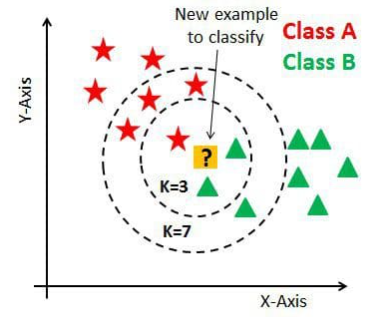 New example
to classify
Class A
Class B
Y-Axis
?
K=3
K=7
X-Axis